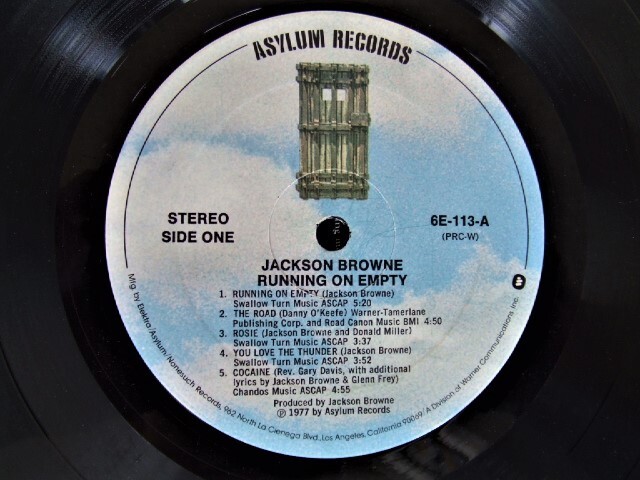 ASYLUM RECORDS
STEREO
SIDE ONE
6E-113-A
(PRC-W)
JACKSON BROWNE
RUNNING ON EMPTY
1. RUNNING ON EMPTY (Jackson Browne)
Swallow Turn Music ASCAP 5:20
2. THE ROAD (Danny O'Keefe) Warner-Tamerlane
Publishing Corp. and Road Canon Music BMI 4:50
3. ROSIE (Jackson Browne and Donald Miller)
Swallow Turn Music ASCAP 3:37
4. YOU LOVE THE THUNDER (Jackson Browne)
Swallow Turn Music ASCAP 3:52
5. COCAINE (Rev. Gary Davis, with additional
lyrics by Jackson Browne & Glenn Frey)
Chandos Music ASCAP 4:55
Produced by Jackson Browne
℗ 1977 by Asylum Records
Mfg. by Elektra/Asylum/Nonesuch Records, 962 North La Cienega Blvd., Los Angeles, California 90069/A Division of Warner Communications Inc.